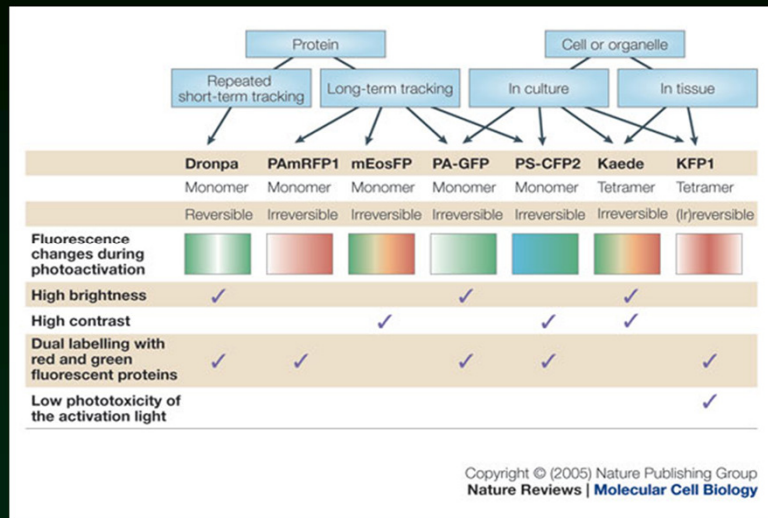 Protein
Cell or organelle
Repeated
short-term tracking
Long-term tracking
In culture
In tissue
Dronpa PAmRFP1 mEosFP PA-GFP PS-CFP2 Kaede KFP1
Monomer Monomer Monomer Monomer Monomer Tetramer Tetramer
Reversible Irreversible Irreversible Irreversible Irreversible Irreversible (Ir)reversible
Fluorescence
changes during
photoactivation
High brightness ✓ ✓ ✓
High contrast ✓ ✓ ✓
Dual labelling with
red and green
fluorescent proteins ✓ ✓ ✓ ✓ ✓
Low phototoxicity of
the activation light ✓
Copyright © (2005) Nature Publishing Group
Nature Reviews | Molecular Cell Biology